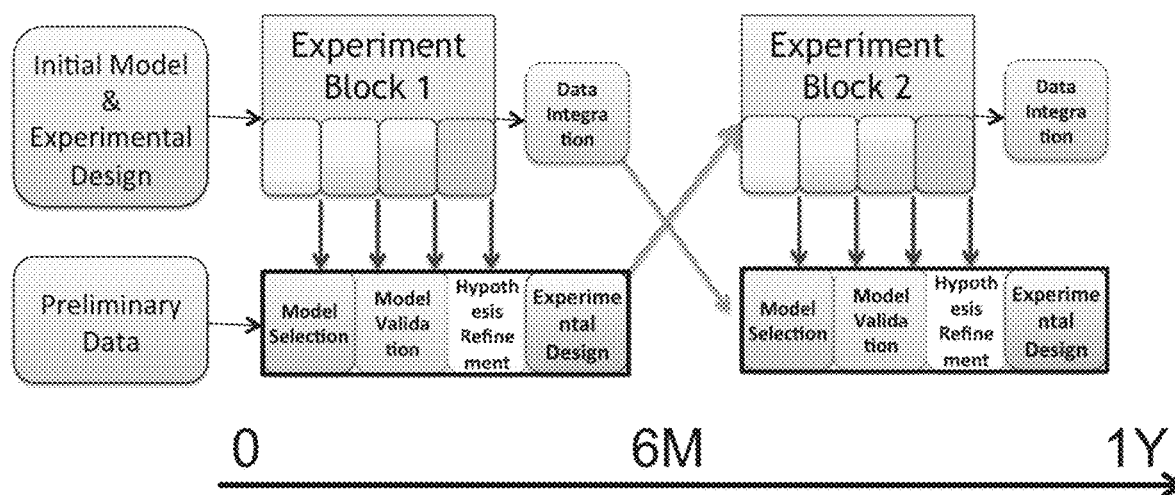 Initial Model
&
Experimental
Design
Experiment
Block 1
Data
Integra
tion
Experiment
Block 2
Data
Integra
tion
Preliminary
Data
Model
Selection
Model
Valida
tion
Hypoth
esis
Refine
ment
Experime
ntal
Design
Model
Selection
Model
Valida
tion
Hypoth
esis
Refine
ment
Experime
ntal
Design
0
6M
1Y